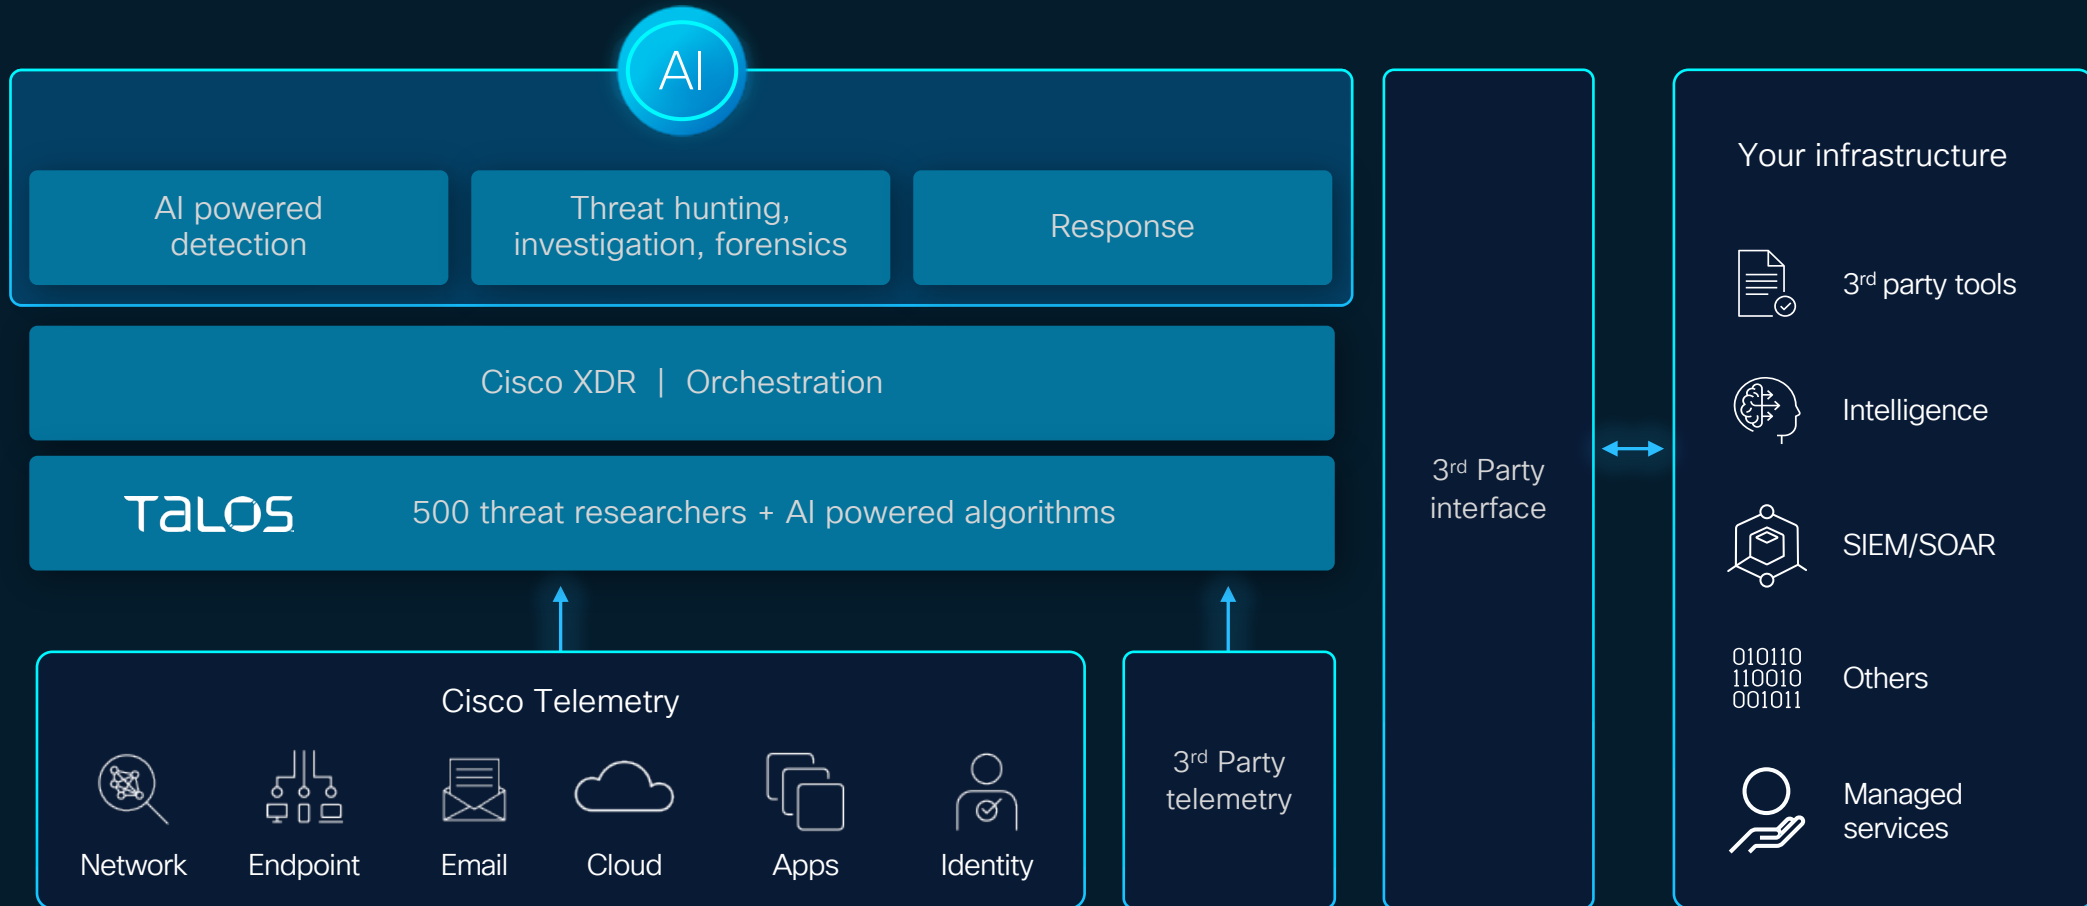 AI
AI powered
detection
Threat hunting,
investigation, forensics
Response
Cisco XDR | Orchestration
TALOS
500 threat researchers + AI powered algorithms
Cisco Telemetry
Network
Endpoint
Email
Cloud
Apps
Identity
3rd Party
telemetry
3rd Party
interface
Your infrastructure
3rd party tools
Intelligence
SIEM/SOAR
010110
110010
001011
Others
Managed
services